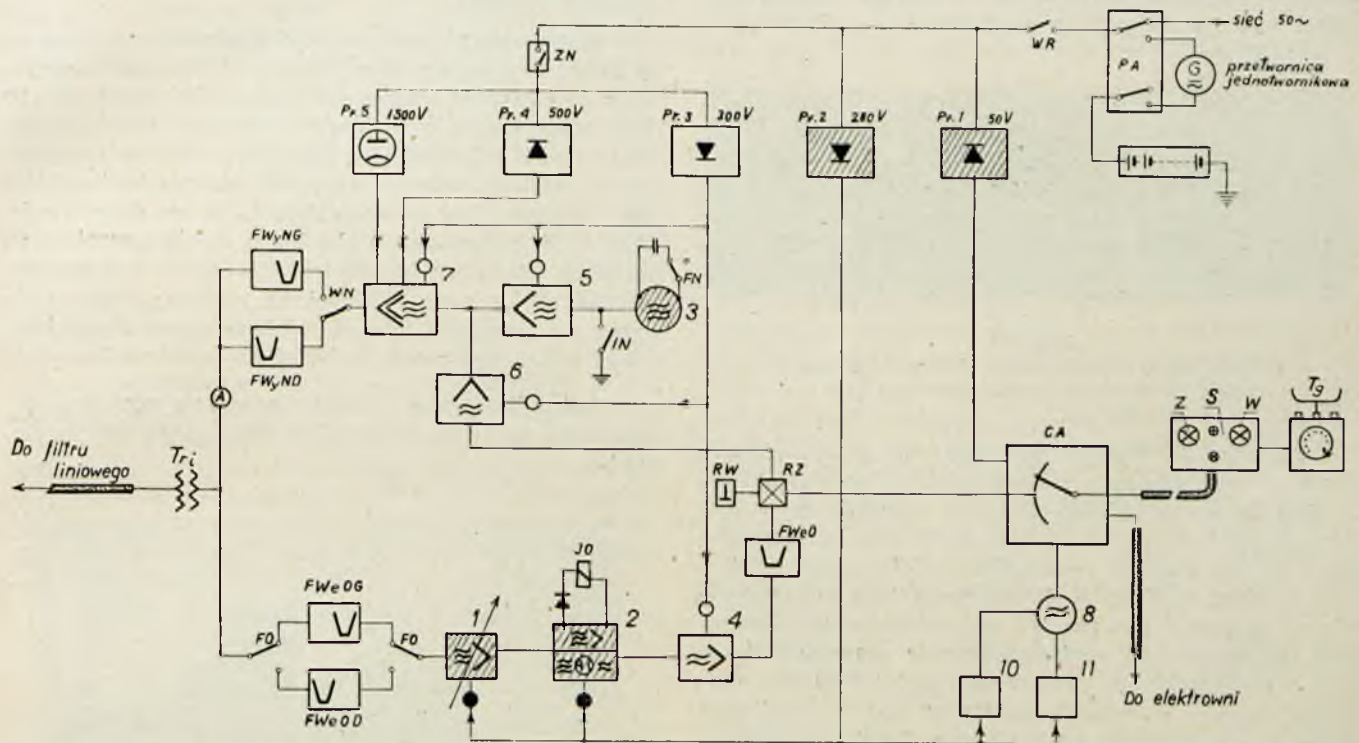 ZN
WR
PA
sieć 50~
G
przetwornica
jednotwornikowa
Pr.5 1500V
Pr.4 500V
Pr.3 300V
Pr.2 280V
Pr.1 50V
FWyNG
WN
FWyND
7
5
FN
3
IN
6
A
Do filtru
liniowego
Tri
RW
RZ
CA
Z
S
W
Tg
FWeO
JO
FWeOG
FO
FO
FWeOD
1
2
4
8
10
11
Do elektrowni